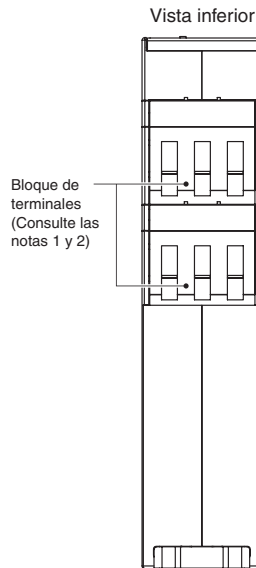 Vista inferior
Bloque de
terminales
(Consulte las
notas 1 y 2)